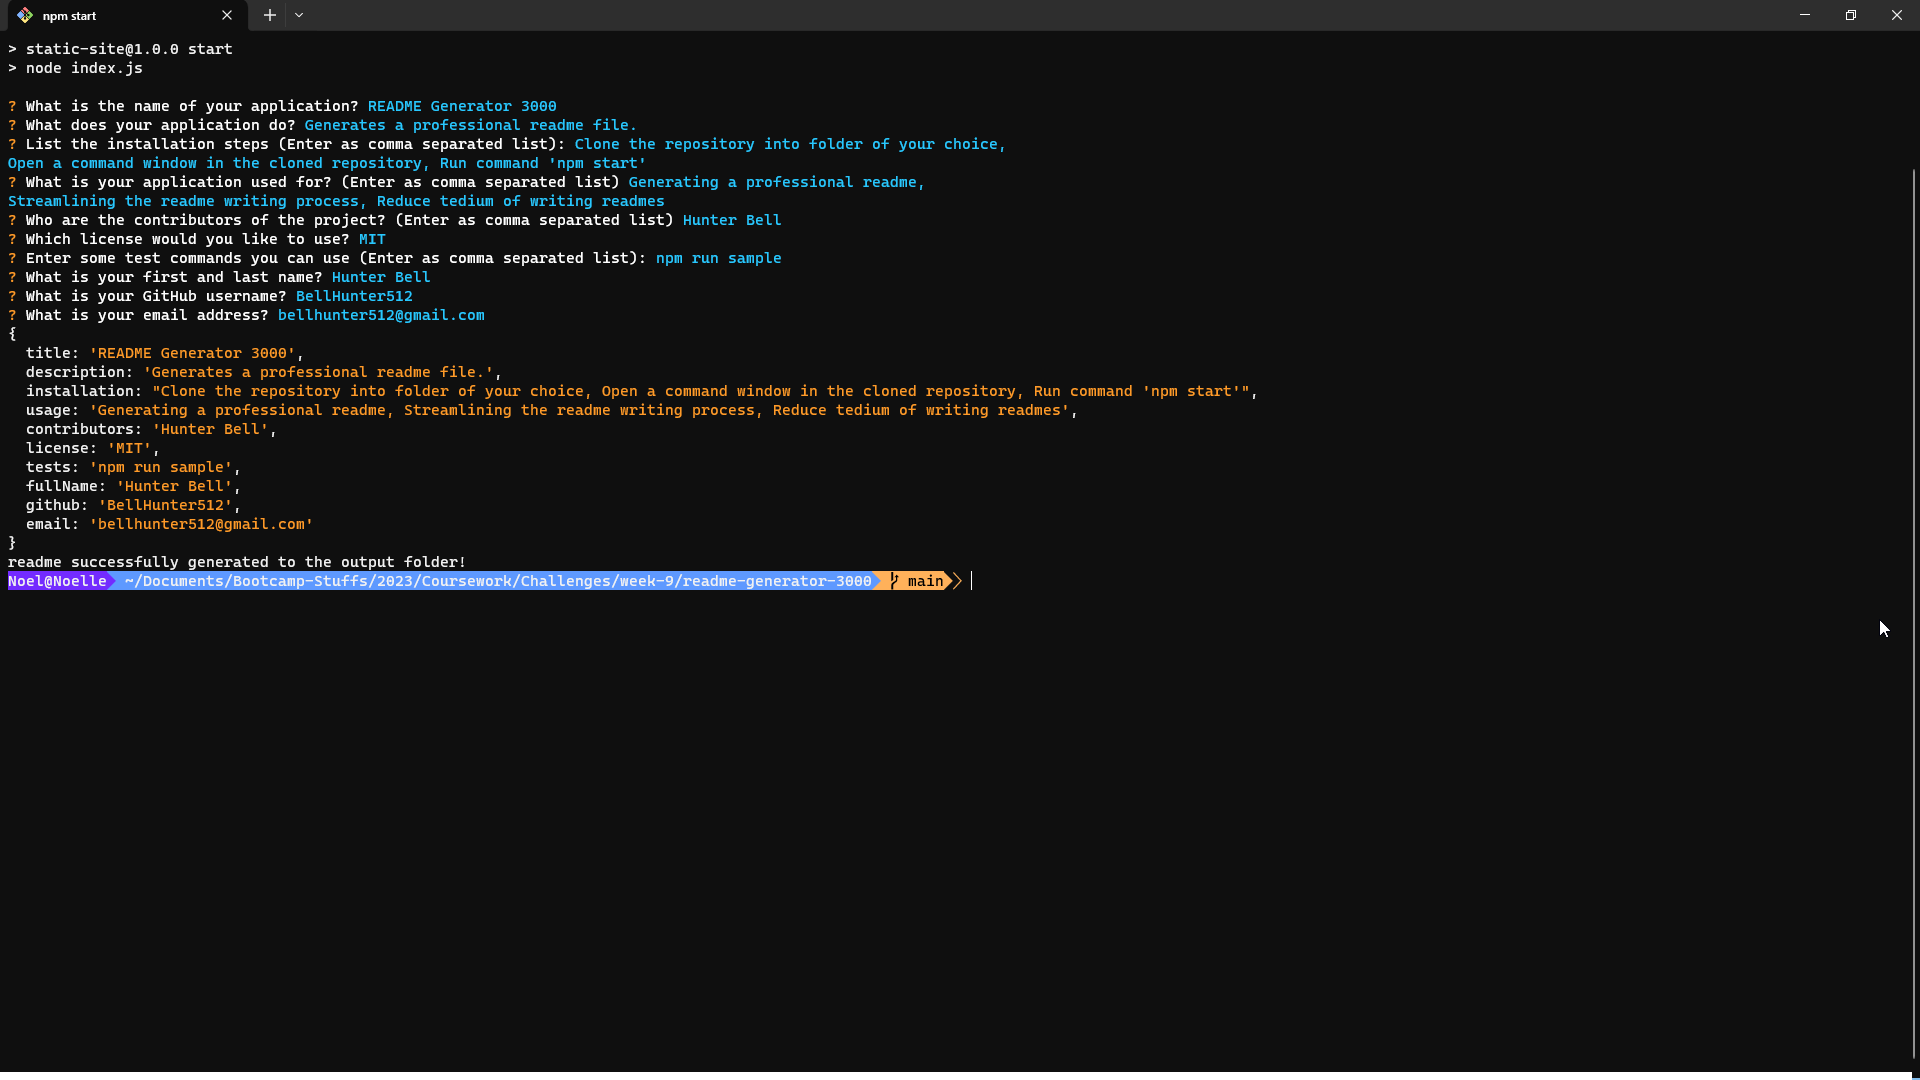 npm start
> static-site@1.0.0 start
> node index.js
? What is the name of your application? README Generator 3000
? What does your application do? Generates a professional readme file.
? List the installation steps (Enter as comma separated list): Clone the repository into folder of your choice,
Open a command window in the cloned repository, Run command 'npm start'
? What is your application used for? (Enter as comma separated list) Generating a professional readme,
Streamlining the readme writing process, Reduce tedium of writing readmes
? Who are the contributors of the project? (Enter as comma separated list) Hunter Bell
? Which license would you like to use? MIT
? Enter some test commands you can use (Enter as comma separated list): npm run sample
? What is your first and last name? Hunter Bell
? What is your GitHub username? BellHunter512
? What is your email address? bellhunter512@gmail.com
{
  title: 'README Generator 3000',
  description: 'Generates a professional readme file.',
  installation: "Clone the repository into folder of your choice, Open a command window in the cloned repository, Run command 'npm start'",
  usage: 'Generating a professional readme, Streamlining the readme writing process, Reduce tedium of writing readmes',
  contributors: 'Hunter Bell',
  license: 'MIT',
  tests: 'npm run sample',
  fullName: 'Hunter Bell',
  github: 'BellHunter512',
  email: 'bellhunter512@gmail.com'
}
readme successfully generated to the output folder!
Noel@Noelle ~/Documents/Bootcamp-Stuffs/2023/Coursework/Challenges/week-9/readme-generator-3000 main